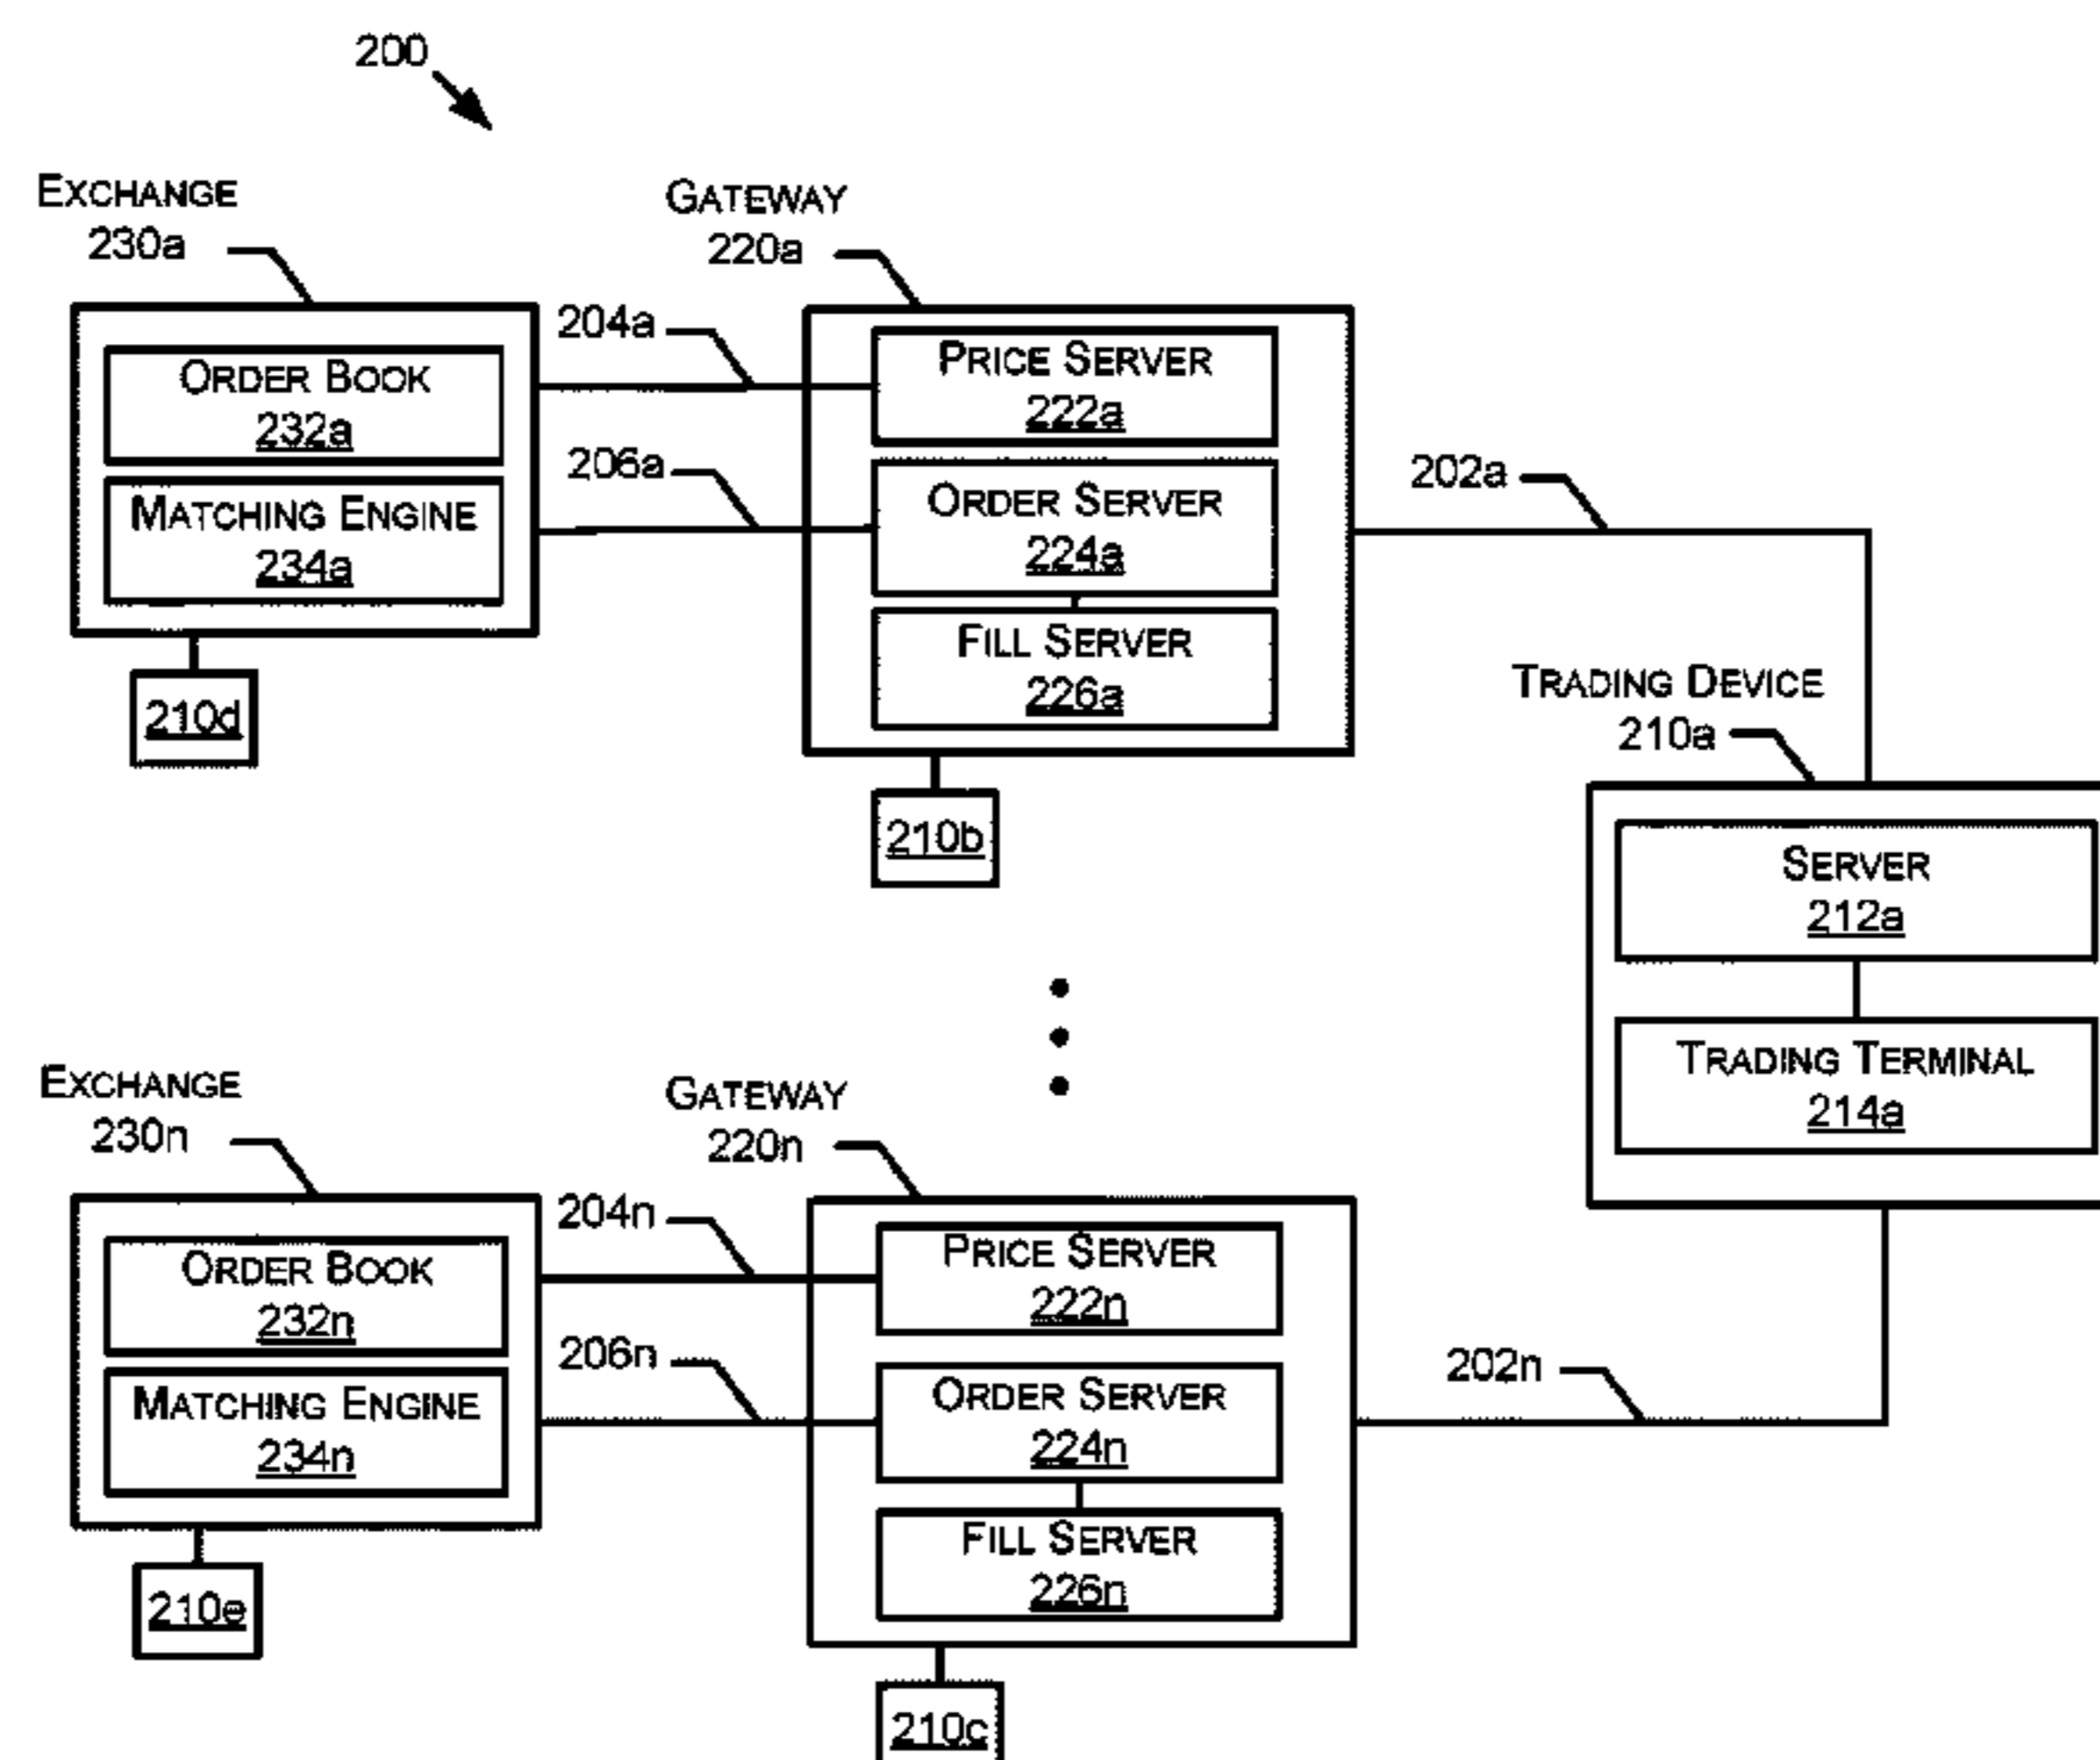 200
EXCHANGE
230a
GATEWAY
220a
204a
206a
ORDER BOOK
232a
MATCHING ENGINE
234a
210d
PRICE SERVER
222a
ORDER SERVER
224a
FILL SERVER
226a
210b
202a
TRADING DEVICE
210a
SERVER
212a
TRADING TERMINAL
214a
EXCHANGE
230n
GATEWAY
220n
204n
206n
ORDER BOOK
232n
MATCHING ENGINE
234n
210e
PRICE SERVER
222n
ORDER SERVER
224n
FILL SERVER
226n
210c
202n